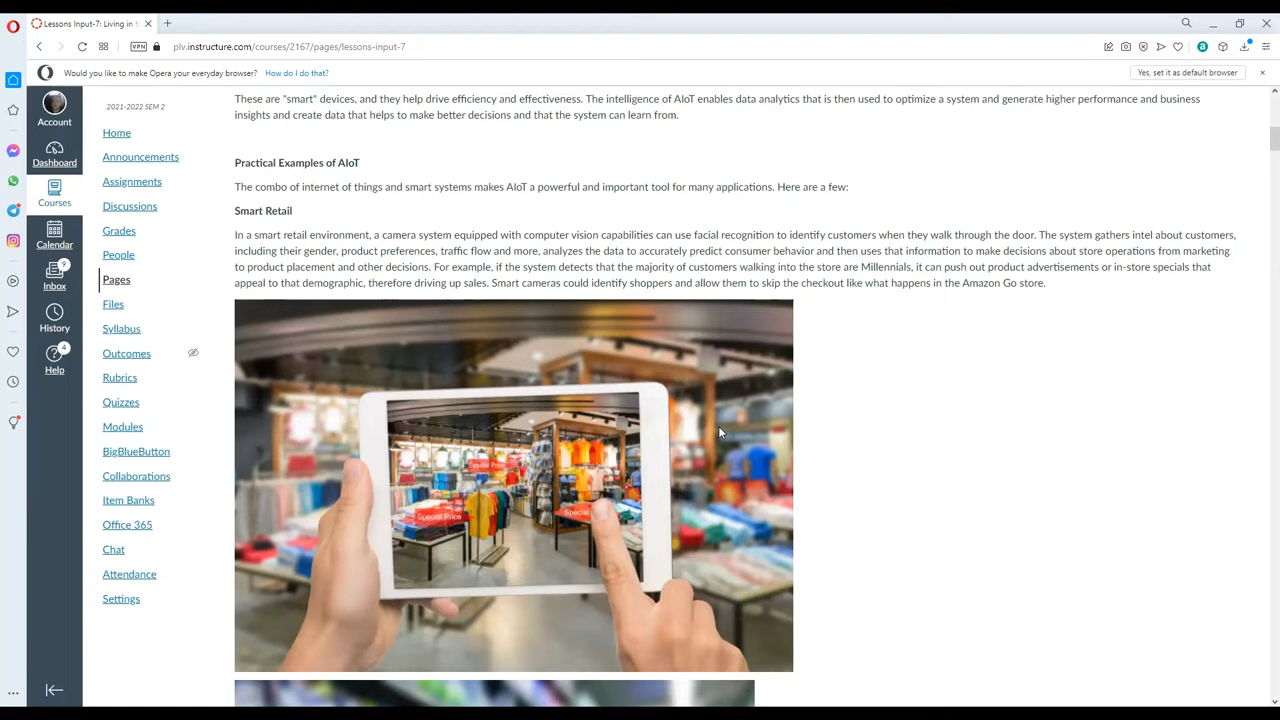 Lessons Input-7: Living in t
VPN
plv.instructure.com/courses/2167/pages/lessons-input-7
Would you like to make Opera your everyday browser? How do I do that?
Yes, set it as default browser
Account
Dashboard
Courses
Calendar
9
Inbox
History
4
Help
2021-2022 SEM 2
Home
Announcements
Assignments
Discussions
Grades
People
Pages
Files
Syllabus
Outcomes
Rubrics
Quizzes
Modules
BigBlueButton
Collaborations
Item Banks
Office 365
Chat
Attendance
Settings
These are "smart" devices, and they help drive efficiency and effectiveness. The intelligence of AIoT enables data analytics that is then used to optimize a system and generate higher performance and business
insights and create data that helps to make better decisions and that the system can learn from.
Practical Examples of AIoT
The combo of internet of things and smart systems makes AIoT a powerful and important tool for many applications. Here are a few:
Smart Retail
In a smart retail environment, a camera system equipped with computer vision capabilities can use facial recognition to identify customers when they walk through the door. The system gathers intel about customers,
including their gender, product preferences, traffic flow and more, analyzes the data to accurately predict consumer behavior and then uses that information to make decisions about store operations from marketing
to product placement and other decisions. For example, if the system detects that the majority of customers walking into the store are Millennials, it can push out product advertisements or in-store specials that
appeal to that demographic, therefore driving up sales. Smart cameras could identify shoppers and allow them to skip the checkout like what happens in the Amazon Go store.
Special Price
Special Price
Special